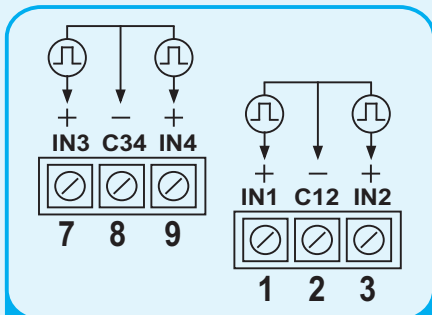 + − +
IN3 C34 IN4
7 8 9
+ − +
IN1 C12 IN2
1 2 3